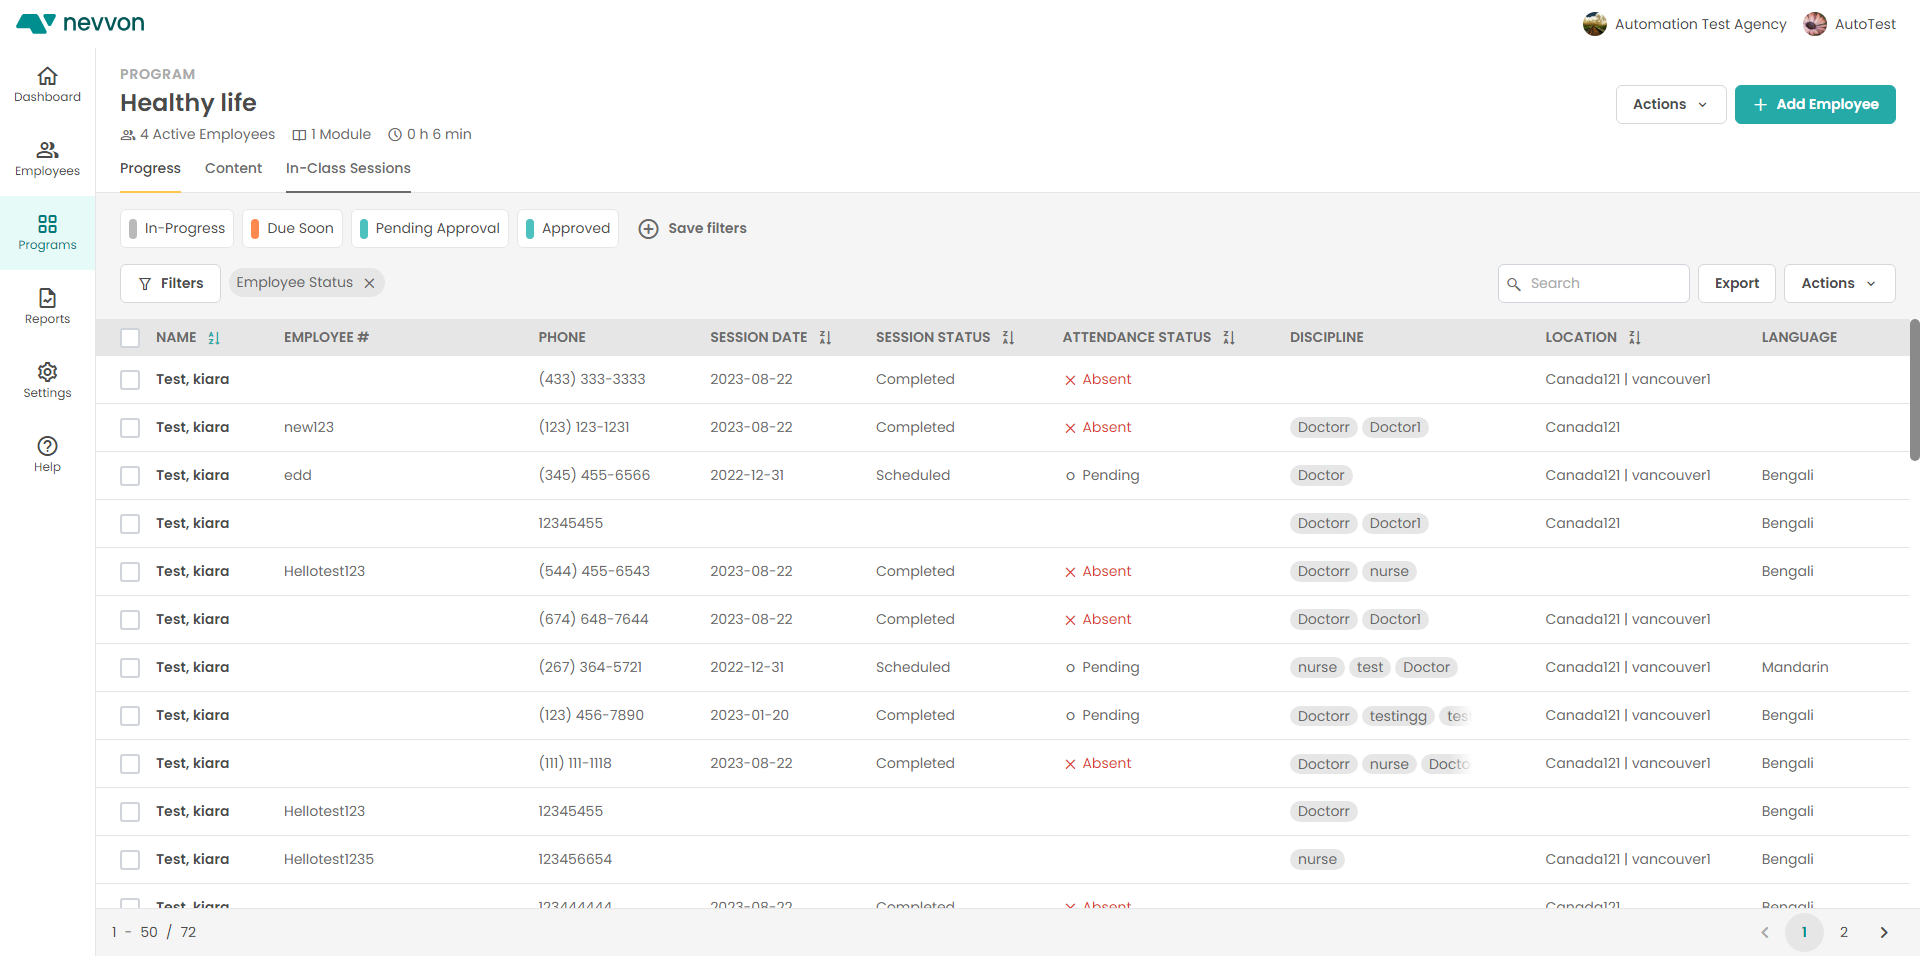 nevvon
Automation Test Agency
AutoTest
Dashboard
Employees
Programs
Reports
Settings
Help
PROGRAM
Healthy life
4 Active Employees 1 Module 0 h 6 min
Actions
Add Employee
Progress Content In-Class Sessions
In-Progress Due Soon Pending Approval Approved Save filters
Filters Employee Status
Search Export Actions
NAME EMPLOYEE # PHONE SESSION DATE SESSION STATUS ATTENDANCE STATUS DISCIPLINE LOCATION LANGUAGE
Test, kiara (433) 333-3333 2023-08-22 Completed Absent Canada121 | vancouver1
Test, kiara new123 (123) 123-1231 2023-08-22 Completed Absent Doctorr Doctor1 Canada121
Test, kiara edd (345) 455-6566 2022-12-31 Scheduled Pending Doctor Canada121 | vancouver1 Bengali
Test, kiara 12345455 Doctorr Doctor1 Canada121 Bengali
Test, kiara Hellotest123 (544) 455-6543 2023-08-22 Completed Absent Doctorr nurse Bengali
Test, kiara (674) 648-7644 2023-08-22 Completed Absent Doctorr Doctor1 Canada121 | vancouver1
Test, kiara (267) 364-5721 2022-12-31 Scheduled Pending nurse test Doctor Canada121 | vancouver1 Mandarin
Test, kiara (123) 456-7890 2023-01-20 Completed Pending Doctorr testingg tes Canada121 | vancouver1 Bengali
Test, kiara (111) 111-1118 2023-08-22 Completed Absent Doctorr nurse Docto Canada121 | vancouver1 Bengali
Test, kiara Hellotest123 12345455 Doctorr Bengali
Test, kiara Hellotest1235 123456654 nurse Canada121 | vancouver1 Bengali
Test, kiara 123444444 2023-08-22 Completed Absent Canada121 Bengali
1 - 50 / 72
1 2